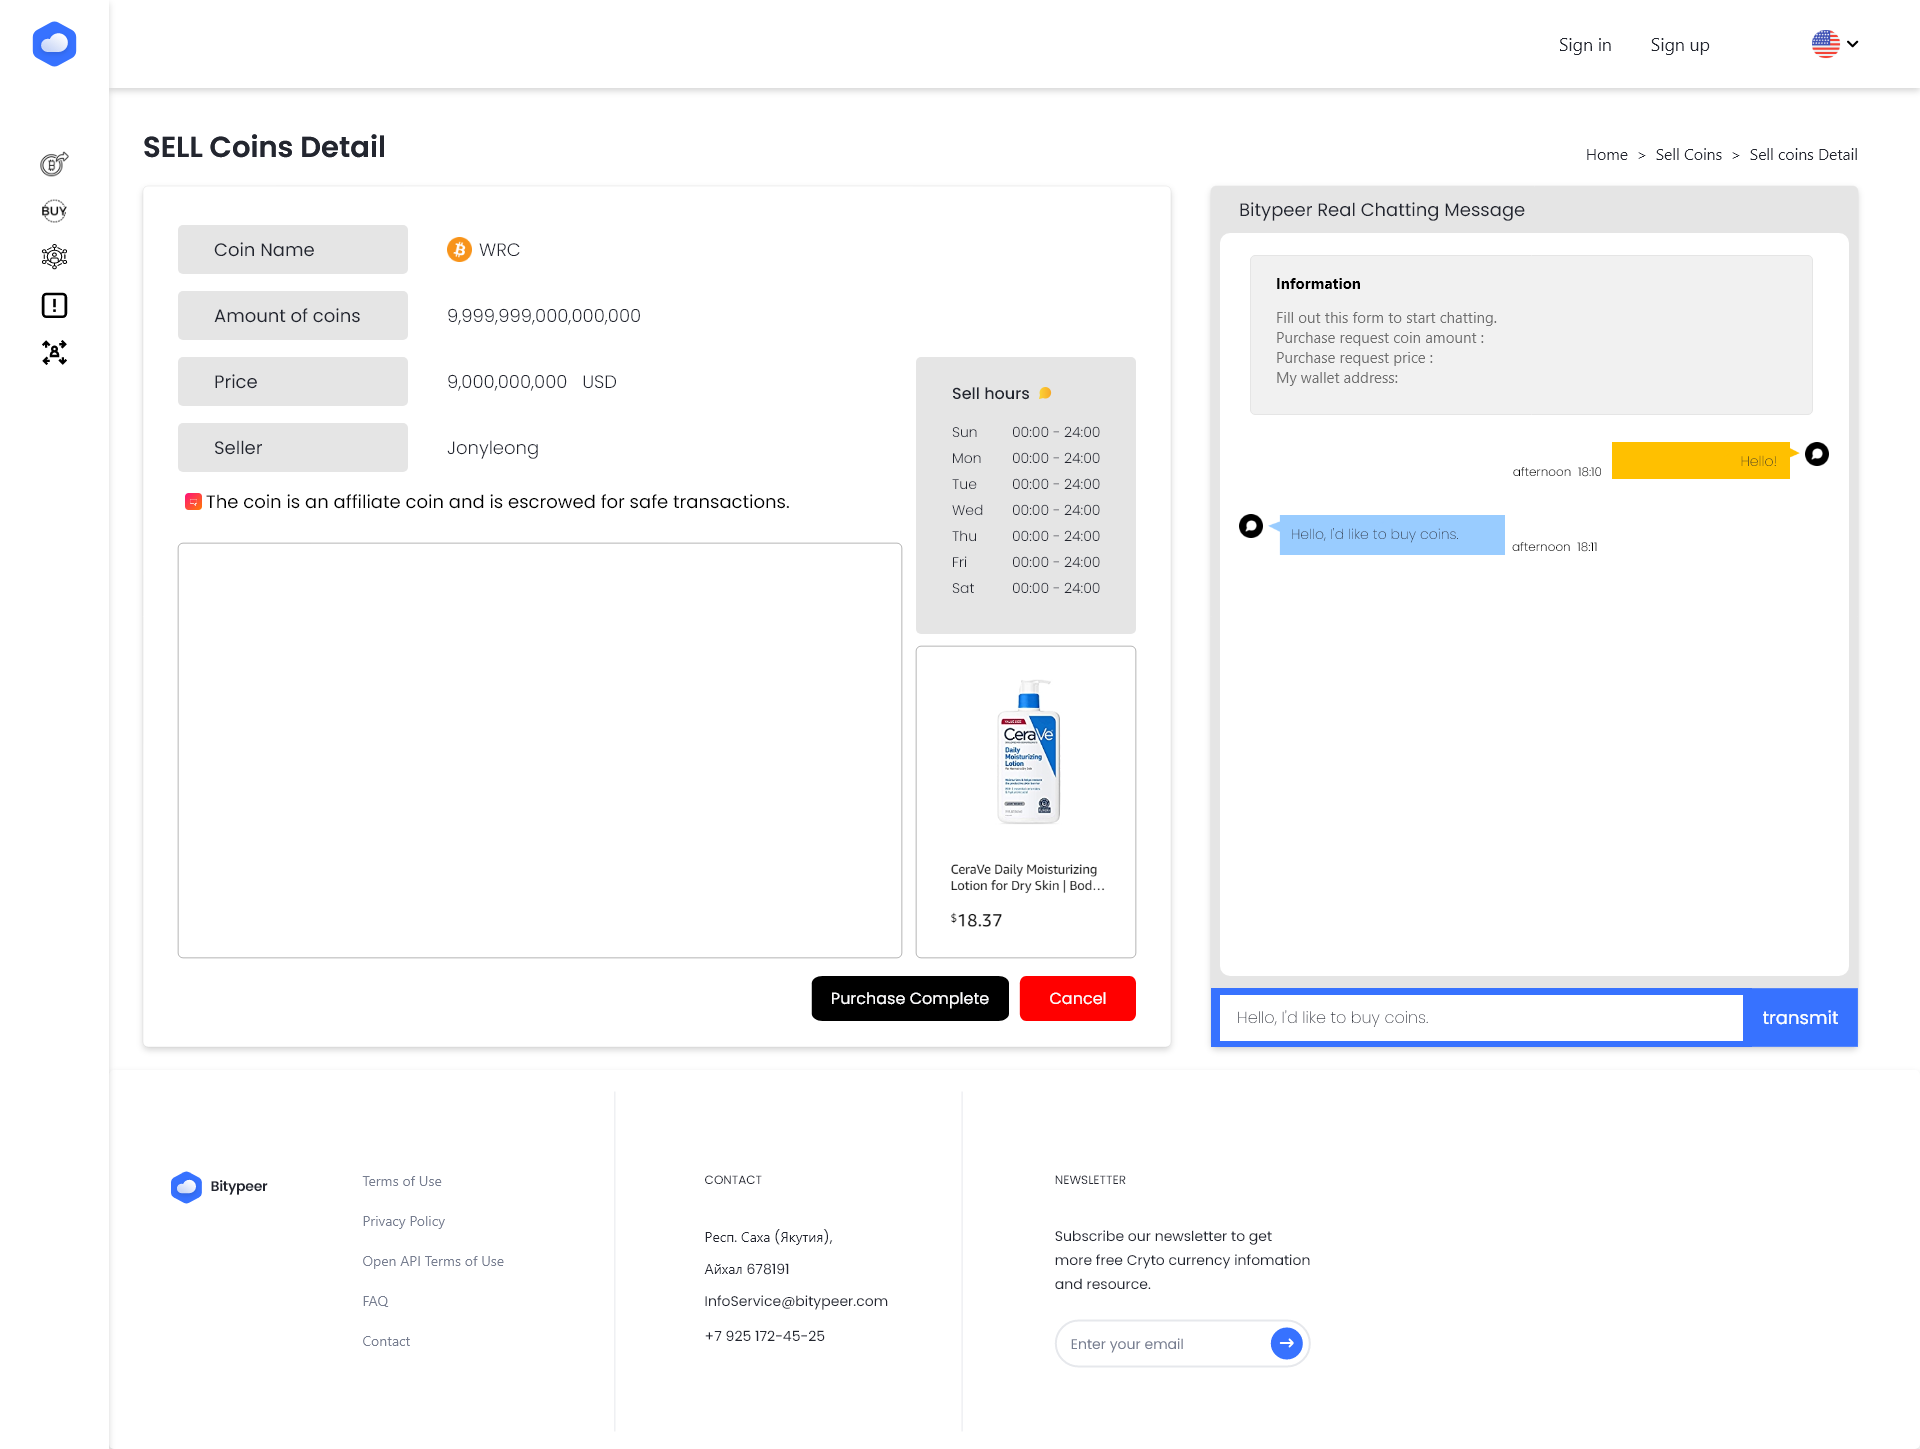 Sign in
Sign up
BUY
SELL Coins Detail
Home > Sell Coins > Sell coins Detail
Coin Name
WRC
Amount of coins
9,999,999,000,000,000
Price
9,000,000,000 USD
Seller
Jonyleong
The coin is an affiliate coin and is escrowed for safe transactions.
Sell hours
Sun 00:00 - 24:00
Mon 00:00 - 24:00
Tue 00:00 - 24:00
Wed 00:00 - 24:00
Thu 00:00 - 24:00
Fri 00:00 - 24:00
Sat 00:00 - 24:00
CeraVe
Daily
Moisturizing
Lotion
CeraVe Daily Moisturizing
Lotion for Dry Skin | Bod...
$18.37
Purchase Complete
Cancel
Bitypeer Real Chatting Message
Information
Fill out this form to start chatting.
Purchase request coin amount :
Purchase request price :
My wallet address:
Hello!
afternoon 18:10
Hello, I'd like to buy coins.
afternoon 18:11
Hello, I'd like to buy coins.
transmit
Bitypeer
Terms of Use
Privacy Policy
Open API Terms of Use
FAQ
Contact
CONTACT
Респ. Саха (Якутия),
Айхал 678191
InfoService@bitypeer.com
+7 925 172-45-25
NEWSLETTER
Subscribe our newsletter to get
more free Cryto currency infomation
and resource.
Enter your email